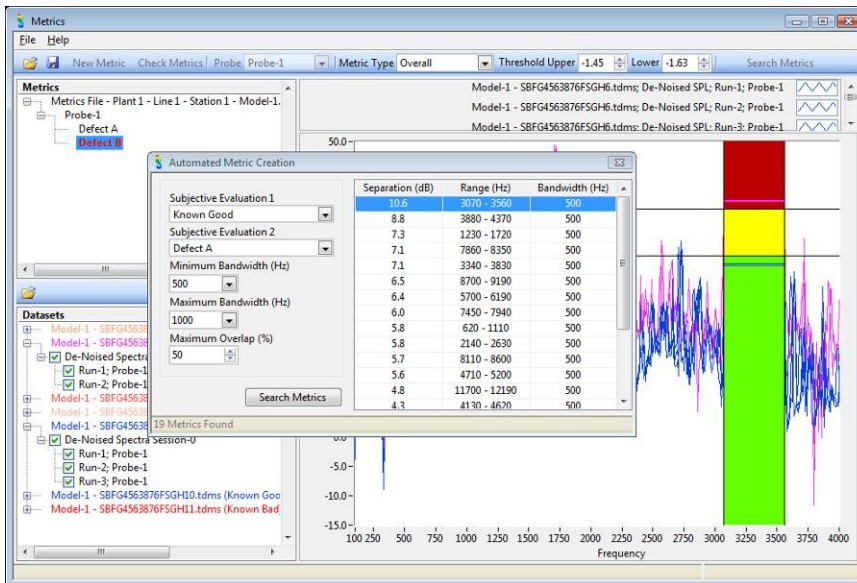 Metrics
File Help
New Metric Check Metrics Probe Probe-1 Metric Type Overall Threshold Upper -1.45 Lower -1.63 Search Metrics
Metrics
Metrics File - Plant 1 - Line 1 - Station 1 - Model-1.
Probe-1
Defect A
Defect B
Model-1 - SBFG4563876FSGH6.tdms; De-Noised SPL; Run-1; Probe-1
Model-1 - SBFG4563876FSGH6.tdms; De-Noised SPL; Run-2; Probe-1
Model-1 - SBFG4563876FSGH6.tdms; De-Noised SPL; Run-3; Probe-1
50.0
Automated Metric Creation
Subjective Evaluation 1
Known Good
Subjective Evaluation 2
Defect A
Minimum Bandwidth (Hz)
500
Maximum Bandwidth (Hz)
1000
Maximum Overlap (%)
50
Search Metrics
Separation (dB) Range (Hz) Bandwidth (Hz)
10.6 3070 - 3560 500
8.8 3880 - 4370 500
7.3 1230 - 1720 500
7.1 7860 - 8350 500
7.1 3340 - 3830 500
6.5 8700 - 9190 500
6.4 5700 - 6190 500
6.0 7450 - 7940 500
5.8 620 - 1110 500
5.8 2140 - 2630 500
5.7 8110 - 8600 500
5.6 4710 - 5200 500
4.8 11700 - 12190 500
4.3 4130 - 4620 500
19 Metrics Found
Datasets
Model-1 - SBFG4563
Model-1 - SBFG4563
De-Noised Spectra
Run-1; Probe-1
Run-2; Probe-1
Model-1 - SBFG4563
Model-1 - SBFG4563
Model-1 - SBFG4563
De-Noised Spectra Session-0
Run-1; Probe-1
Run-2; Probe-1
Run-3; Probe-1
Model-1 - SBFG4563876FSGH10.tdms (Known Goo
Model-1 - SBFG4563876FSGH11.tdms (Known Bad
0.0
-5.0
-10.0
-15.0
100 250 500 750 1000 1250 1500 1750 2000 2250 2500 2750 3000 3250 3500 3750 4000
Frequency